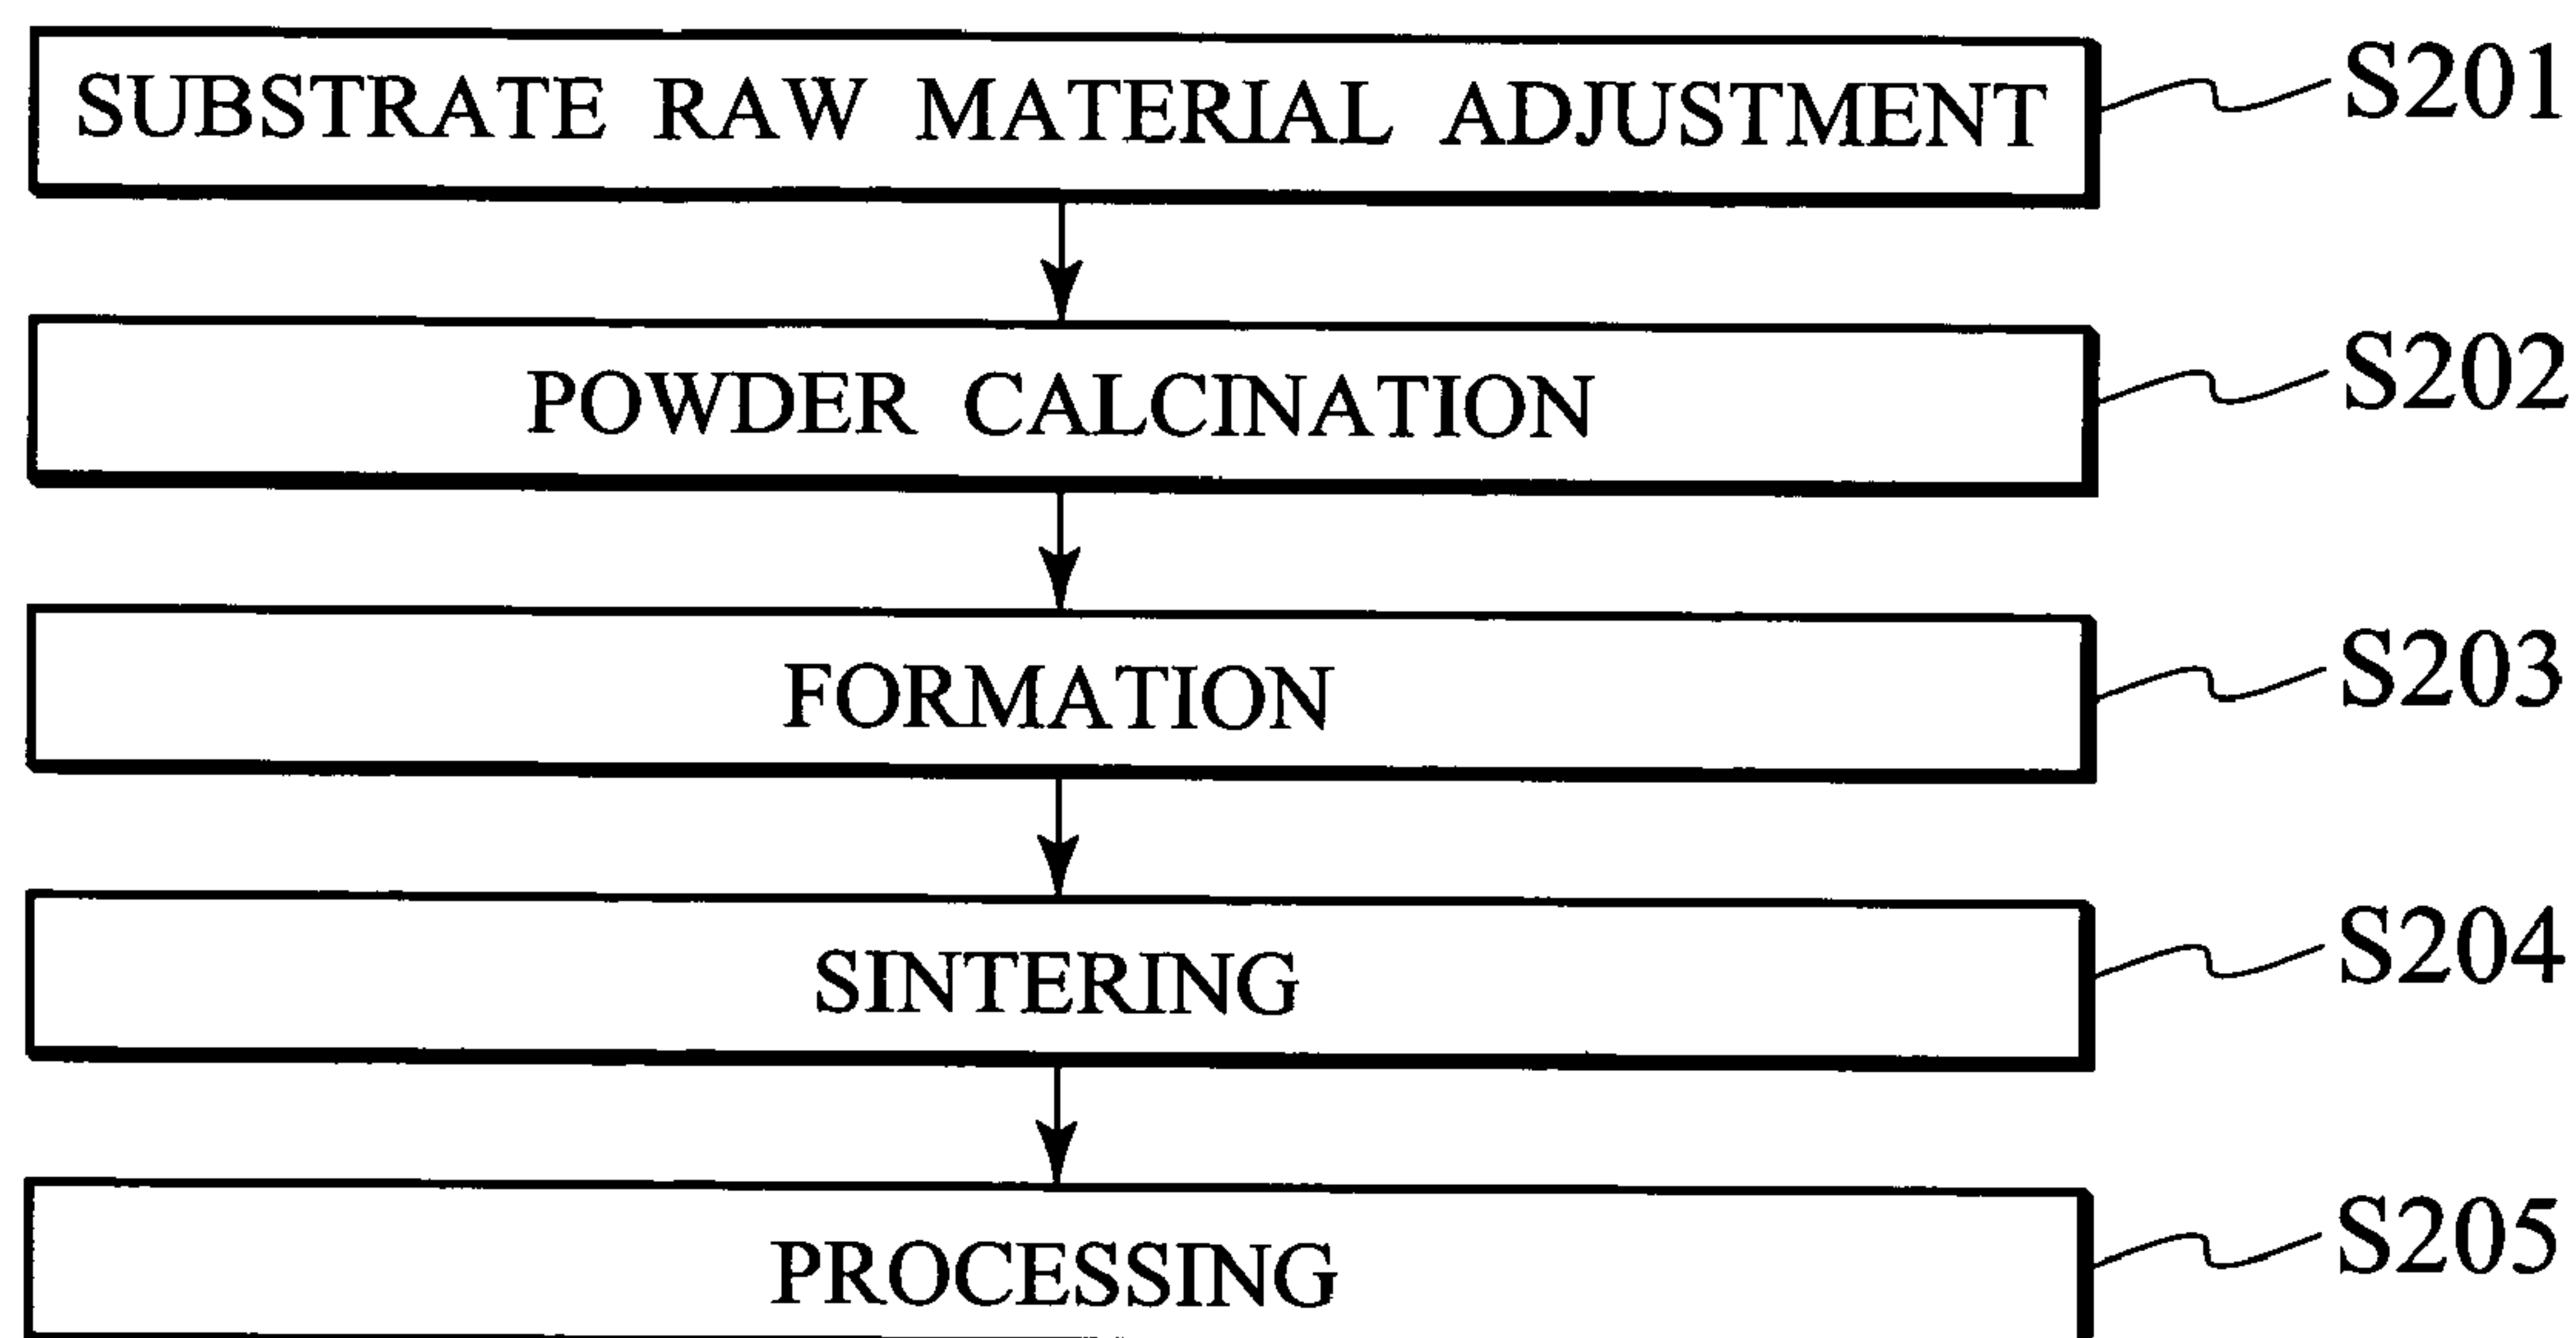 SUBSTRATE RAW MATERIAL ADJUSTMENT S201
POWDER CALCINATION S202
FORMATION S203
SINTERING S204
PROCESSING S205